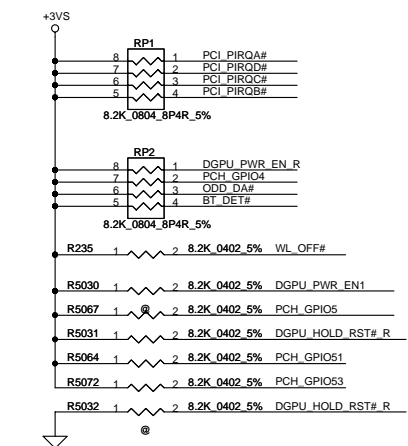 +3VS
RP1
8 1 PCI_PIRQA#
7 2 PCI_PIRQD#
6 3 PCI_PIRQC#
5 4 PCI_PIRQB#
8.2K_0804_8P4R_5%
RP2
8 1 DGPU_PWR_EN_R
7 2 PCH_GPIO4
6 3 ODD_DA#
5 4 BT_DET#
8.2K_0804_8P4R_5%
R235 1 2 8.2K_0402_5% WL_OFF#
R5030 1 2 8.2K_0402_5% DGPU_PWR_EN1
@
R5067 1 2 8.2K_0402_5% PCH_GPIO5
R5031 1 2 8.2K_0402_5% DGPU_HOLD_RST#_R
R5064 1 2 8.2K_0402_5% PCH_GPIO51
R5072 1 2 8.2K_0402_5% PCH_GPIO53
R5032 1 2 8.2K_0402_5% DGPU_HOLD_RST#_R
@